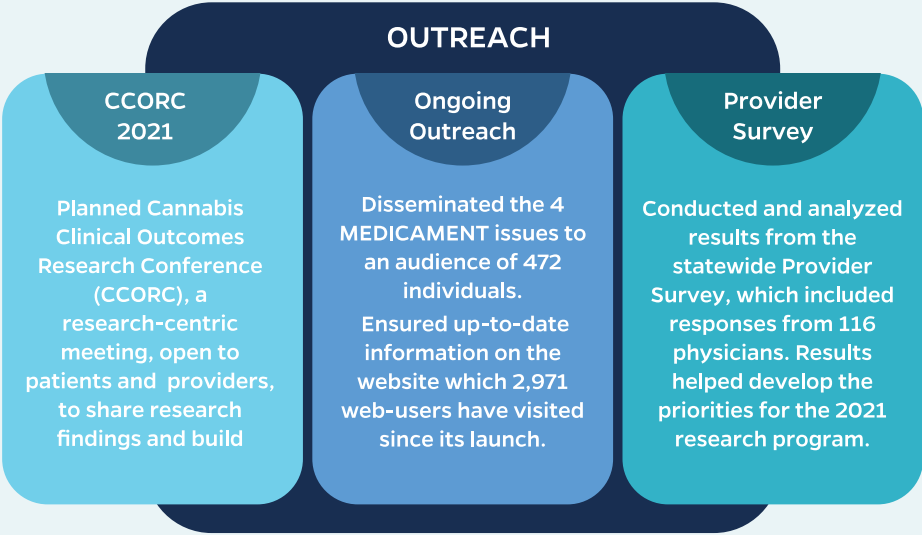 OUTREACH
CCORC
2021
Planned Cannabis
Clinical Outcomes
Research Conference
(CCORC), a
research-centric
meeting, open to
patients and providers,
to share research
findings and build
Ongoing
Outreach
Disseminated the 4
MEDICAMENT issues to
an audience of 472
individuals.
Ensured up-to-date
information on the
website which 2,971
web-users have visited
since its launch.
Provider
Survey
Conducted and analyzed
results from the
statewide Provider
Survey, which included
responses from 116
physicians. Results
helped develop the
priorities for the 2021
research program.